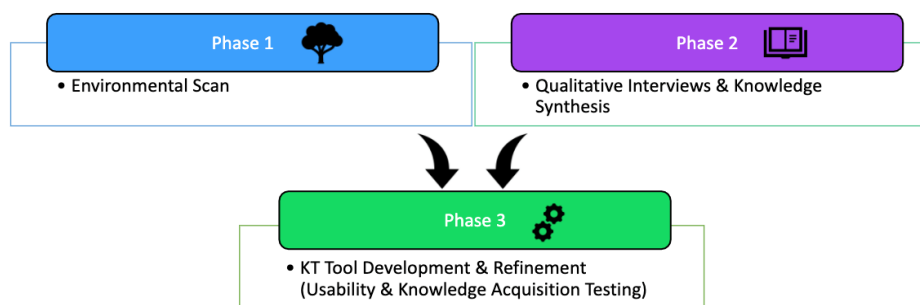 Phase 1
• Environmental Scan
Phase 2
• Qualitative Interviews & Knowledge
Synthesis
Phase 3
• KT Tool Development & Refinement
(Usability & Knowledge Acquisition Testing)